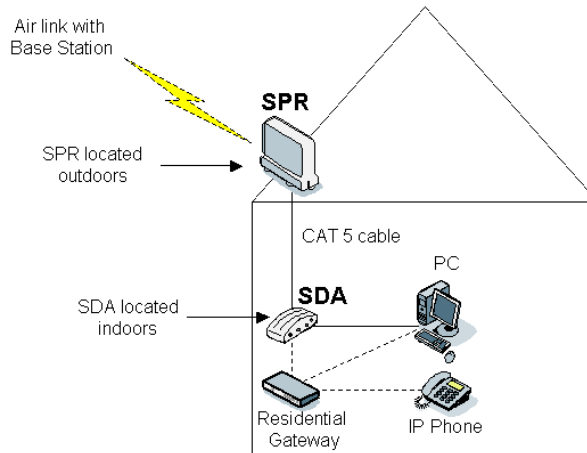 Air link with
Base Station
SPR
SPR located
outdoors
CAT 5 cable
PC
SDA
SDA located
indoors
Residential
Gateway
IP Phone